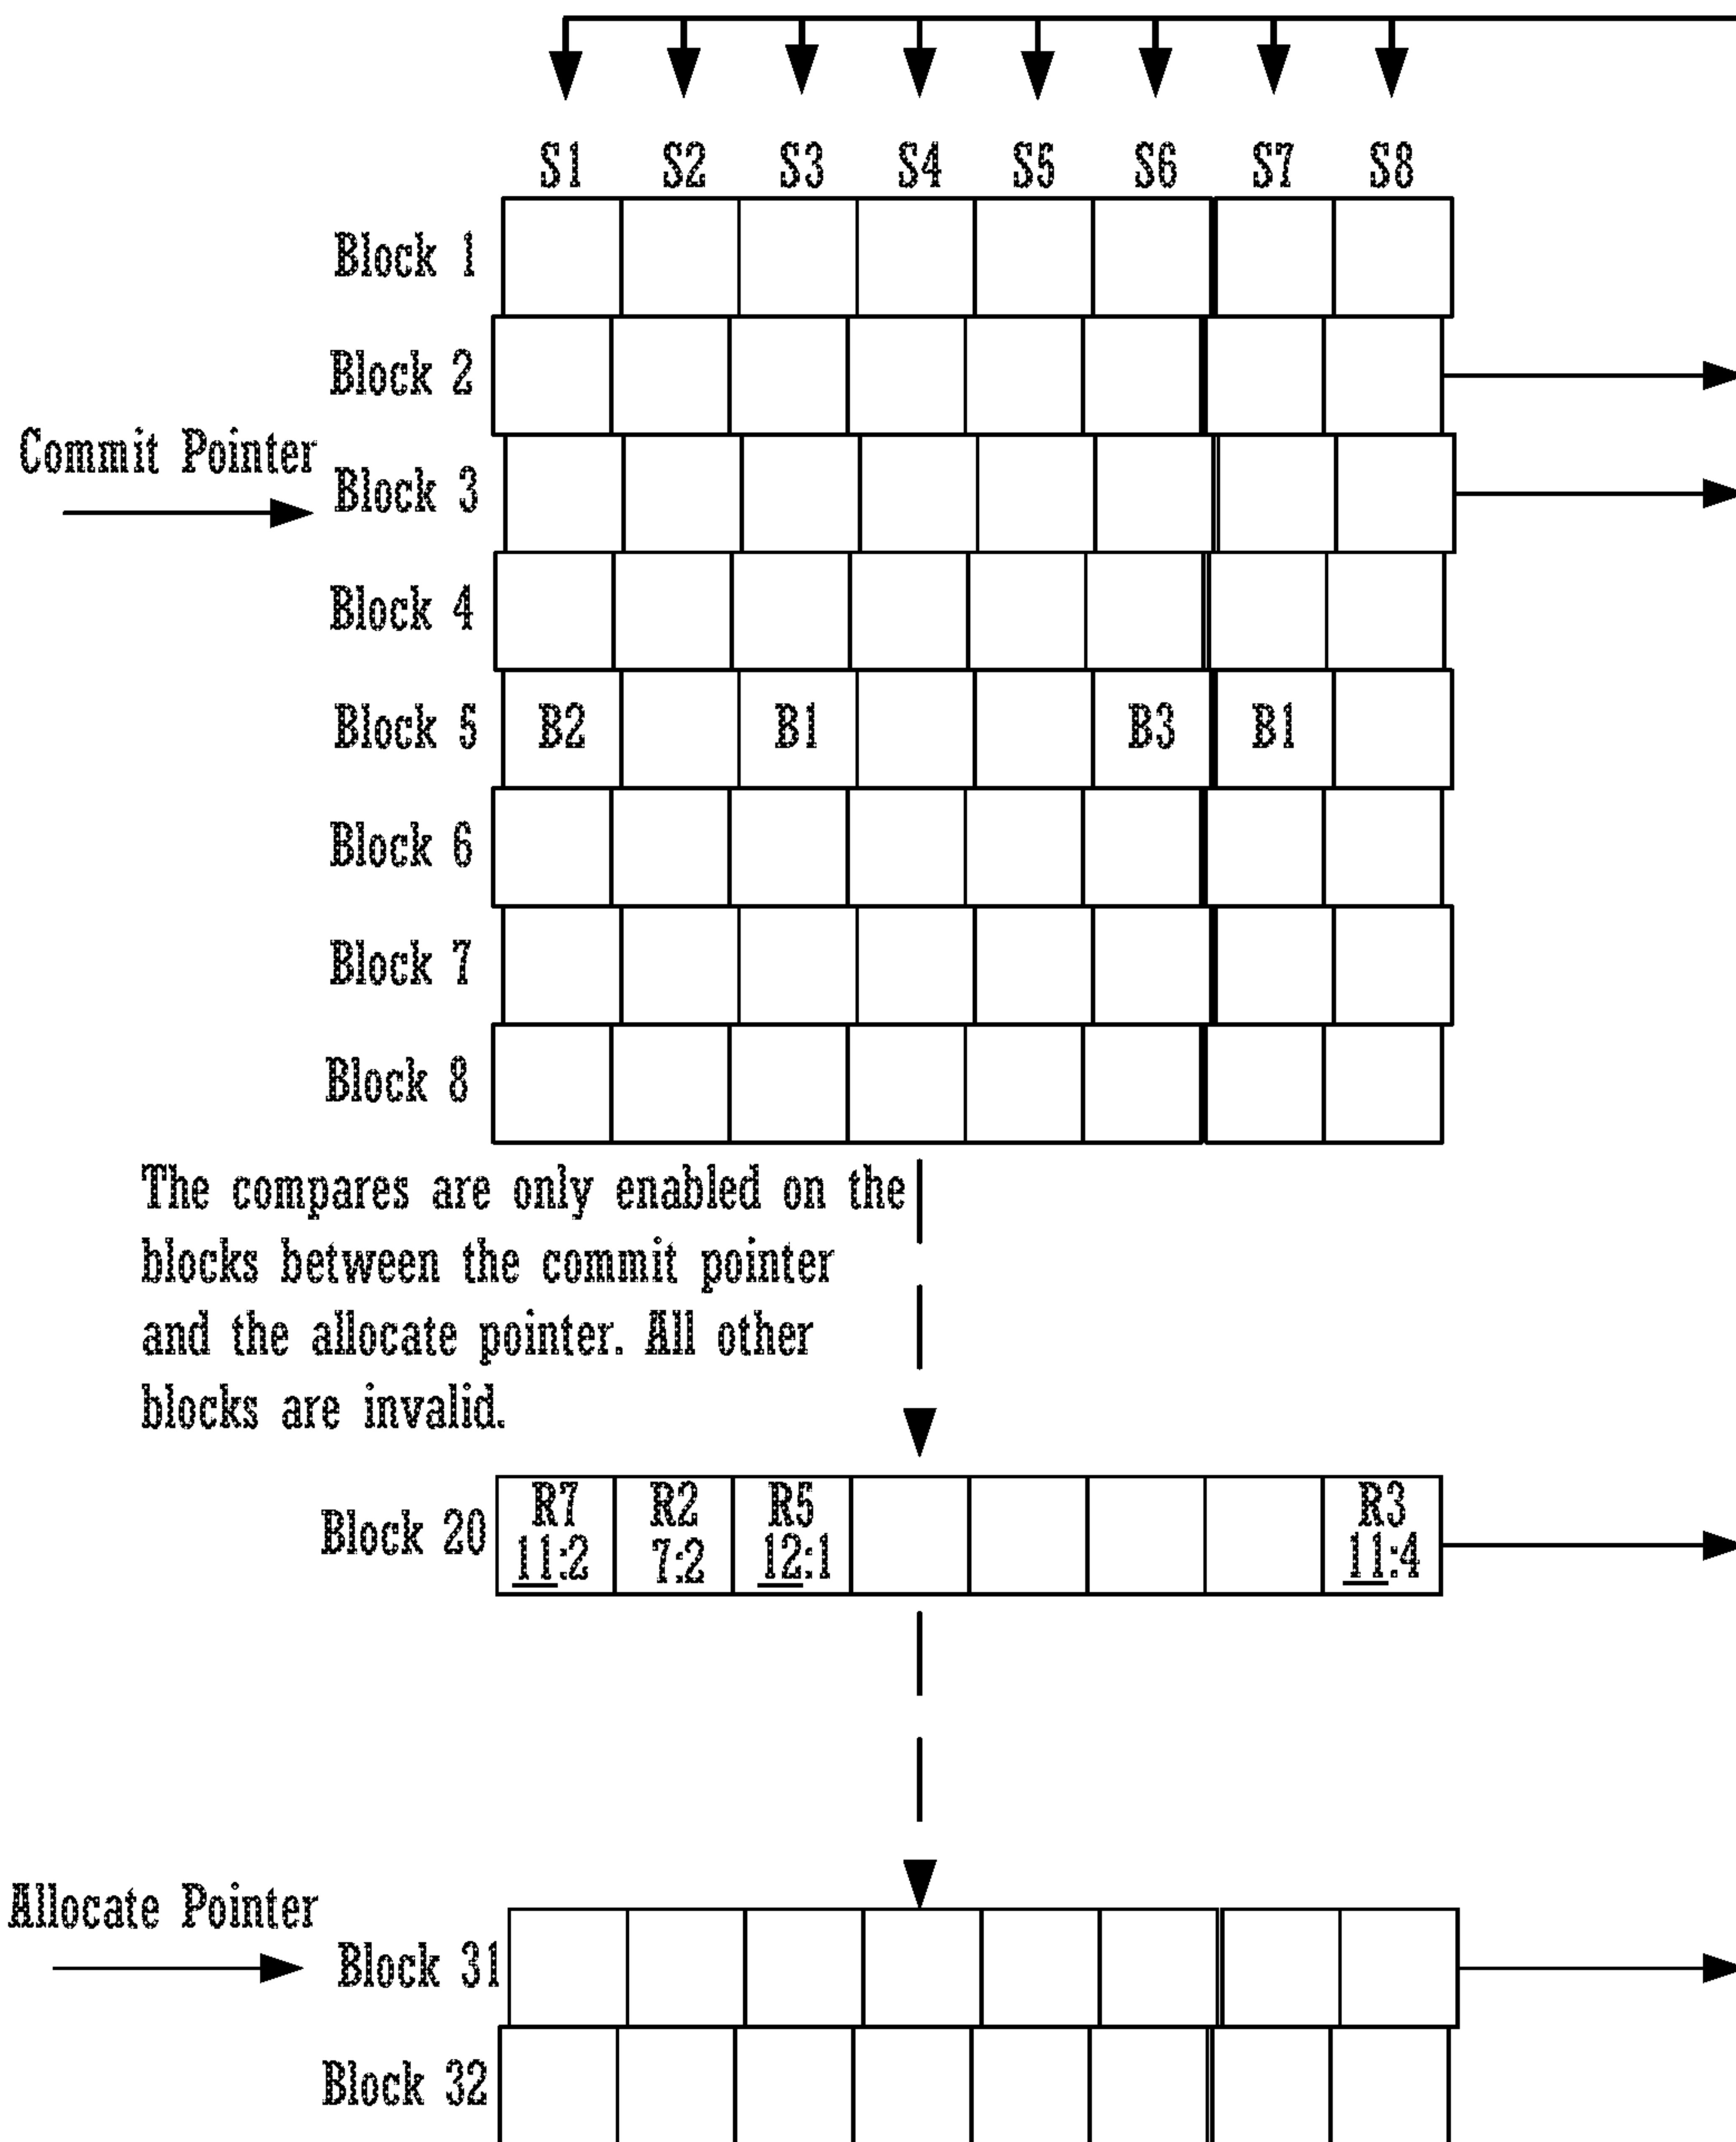 S1 S2 S3 S4 S5 S6 S7 S8
Block 1
Block 2
Commit Pointer
Block 3
Block 4
Block 5 B2 B1 B3 B1
Block 6
Block 7
Block 8
The compares are only enabled on the
blocks between the commit pointer
and the allocate pointer. All other
blocks are invalid.
R7 R2 R5 R3
Block 20
11:2 7:2 12:1 11:4
Allocate Pointer
Block 31
Block 32